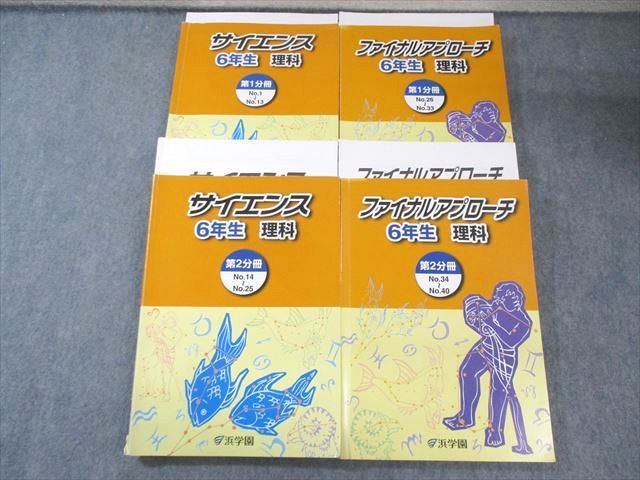 サイエンス
6年生 理科
第1分冊
No.1
~
No.13
ファイナルアプローチ
6年生 理科
第1分冊
No.26
~
No.33
サイエンス
ファイナルアプローチ
サイエンス
6年生 理科
第2分冊
No.14
~
No.25
浜学園
ファイナルアプローチ
6年生 理科
第2分冊
No.34
~
No.40
浜学園